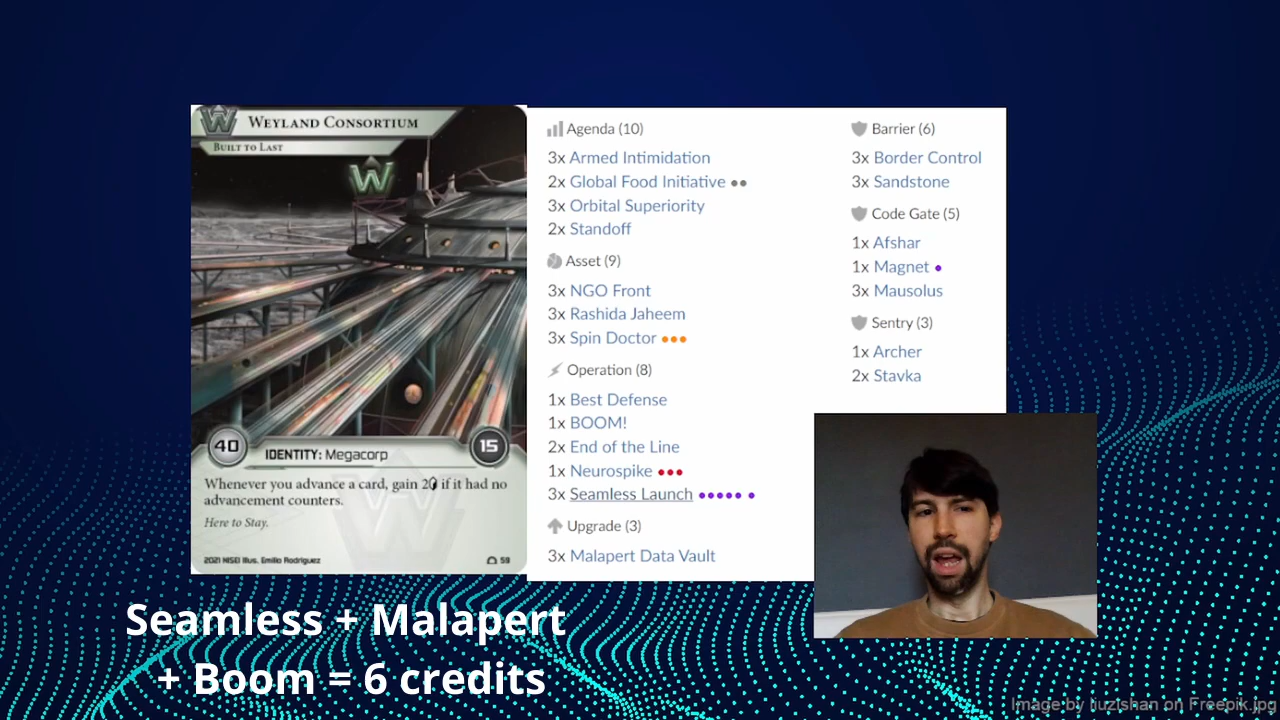 WEYLAND CONSORTIUM
BUILT TO LAST
W
40
IDENTITY: Megacorp
15
Whenever you advance a card, gain 2 if it had no
advancement counters.
Here to Stay.
2021 NISEI Illus. Emilio Rodriguez
59
Agenda (10)
3x Armed Intimidation
2x Global Food Initiative
3x Orbital Superiority
2x Standoff
Asset (9)
3x NGO Front
3x Rashida Jaheem
3x Spin Doctor
Operation (8)
1x Best Defense
1x BOOM!
2x End of the Line
1x Neurospike
3x Seamless Launch
Upgrade (3)
3x Malapert Data Vault
Barrier (6)
3x Border Control
3x Sandstone
Code Gate (5)
1x Afshar
1x Magnet
3x Mausolus
Sentry (3)
1x Archer
2x Stavka
Seamless + Malapert
+ Boom = 6 credits
Image by liuzishan on Freepik.jpg